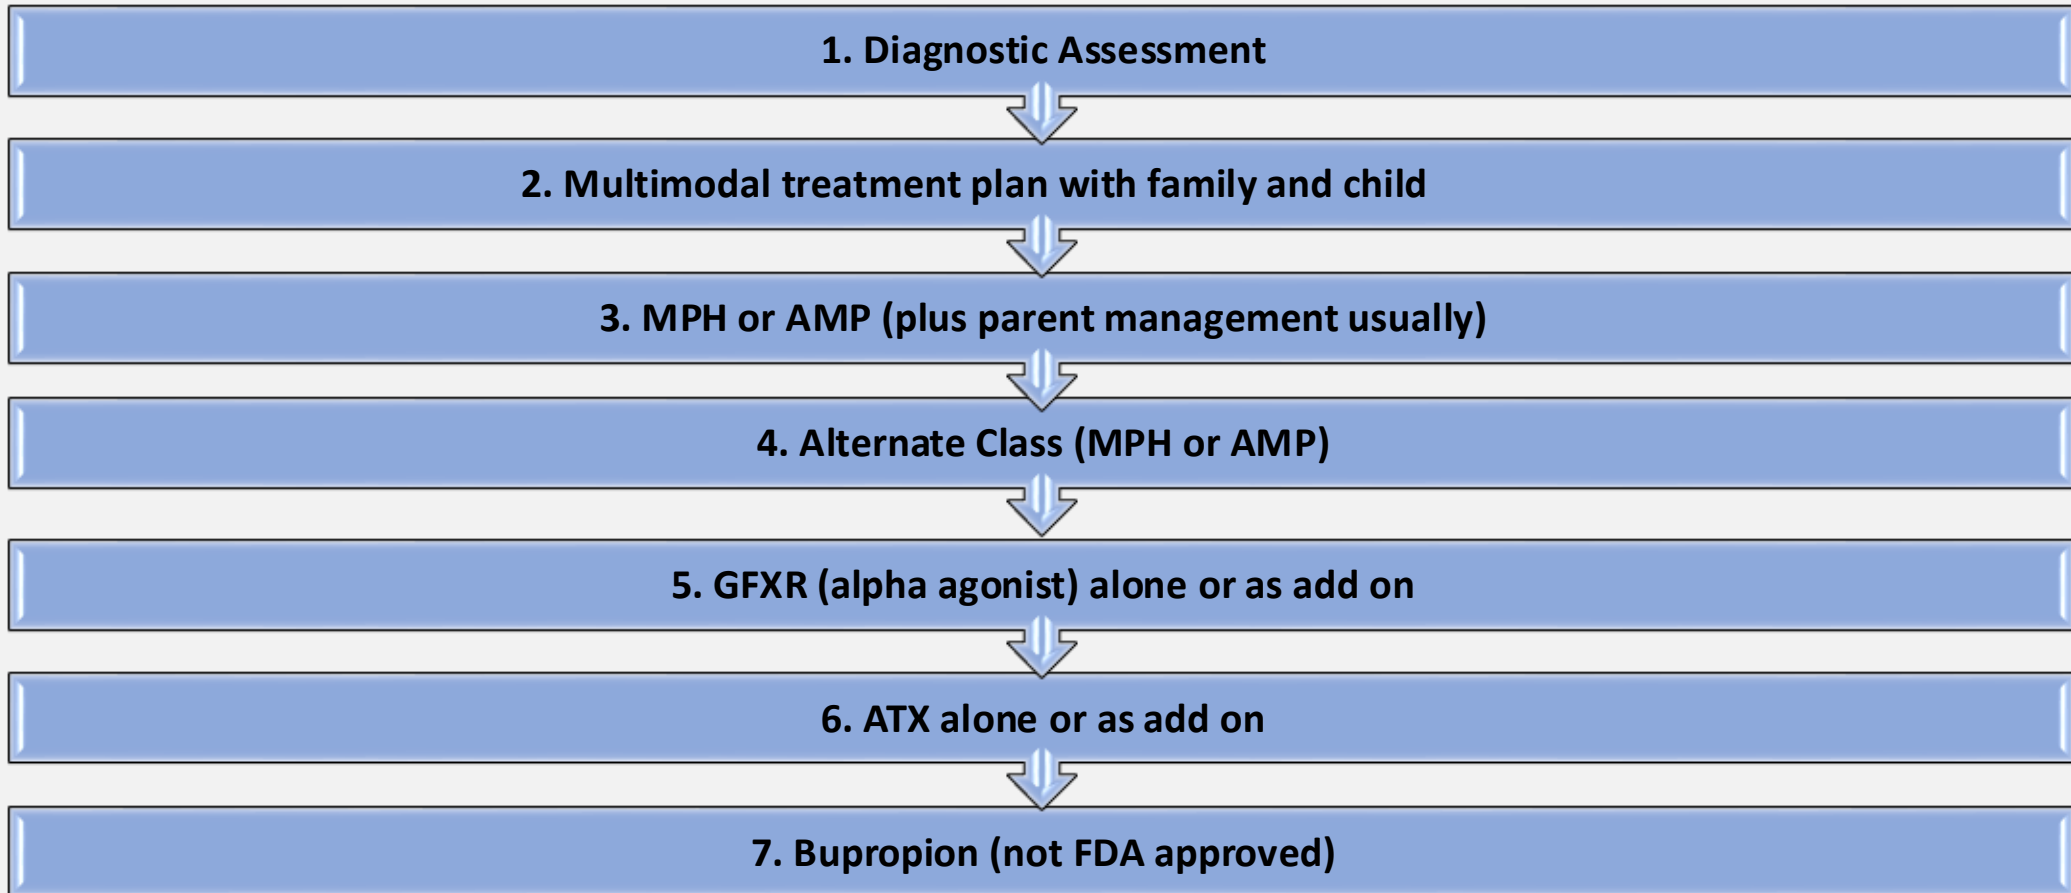 1. Diagnostic Assessment
2. Multimodal treatment plan with family and child
3. MPH or AMP (plus parent management usually)
4. Alternate Class (MPH or AMP)
5. GFXR (alpha agonist) alone or as add on
6. ATX alone or as add on
7. Bupropion (not FDA approved)